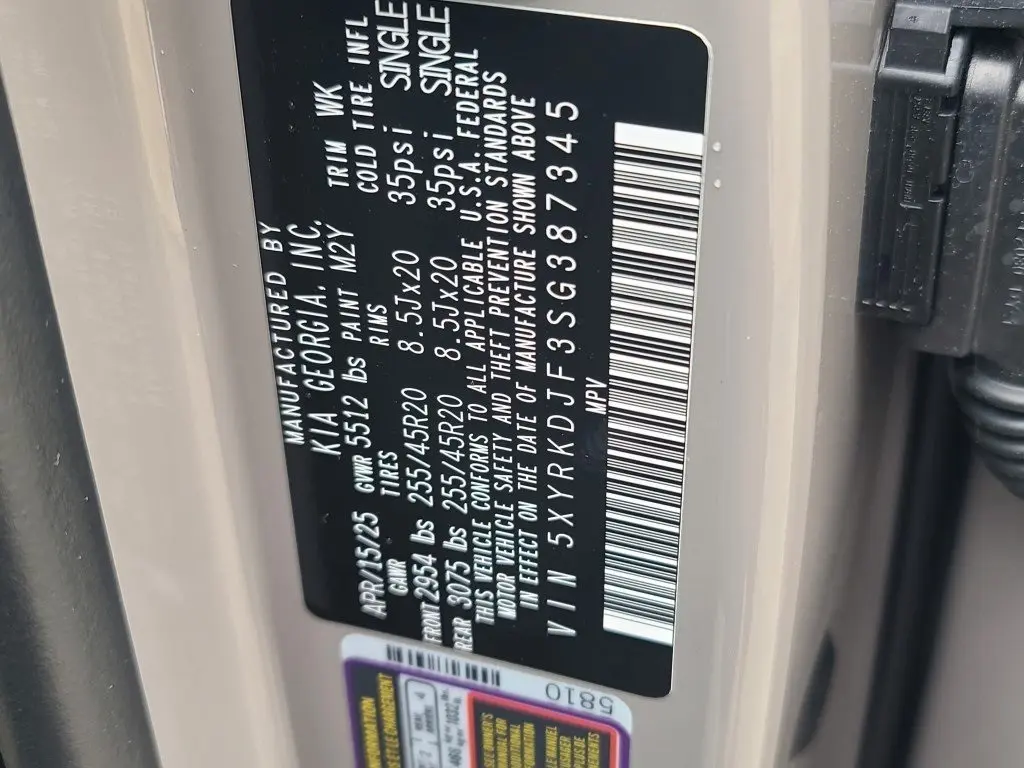 MANUFACTURED BY
KIA GEORGIA. INC.
APR/15/25 GVWR 5512 lbs PAINT M2Y TRIM WK
GAWR TIRES RIMS COLD TIRE INFL
FRONT 2954 lbs 255/45R20 8.5Jx20 35psi SINGLE
REAR 3075 lbs 255/45R20 8.5Jx20 35psi SINGLE
THIS VEHICLE CONFORMS TO ALL APPLICABLE U.S.A. FEDERAL
MOTOR VEHICLE SAFETY AND THEFT PREVENTION STANDARDS
IN EFFECT ON THE DATE OF MANUFACTURE SHOWN ABOVE
VIN 5XYRKDJF3SG387345
MPV
5810